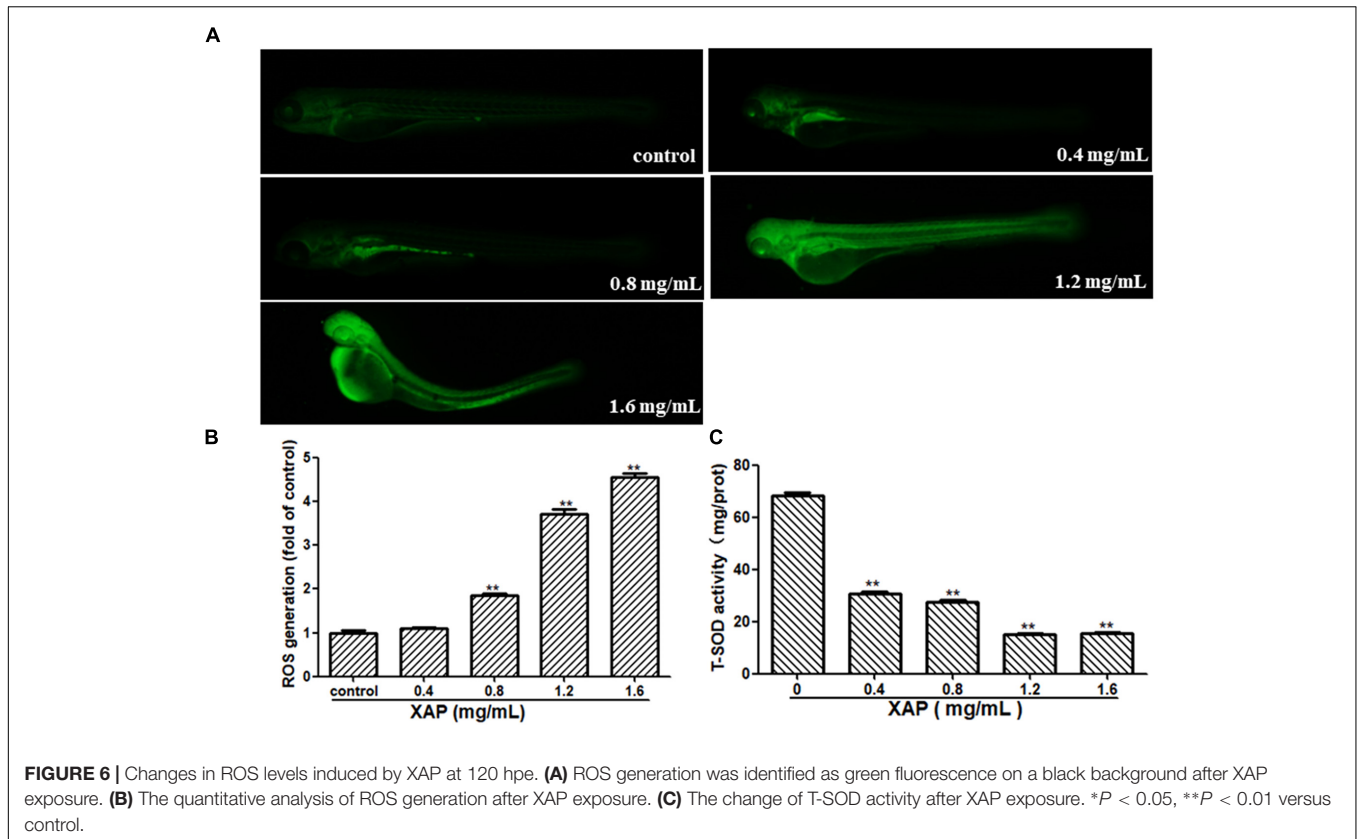 A
control
0.4 mg/mL
0.8 mg/mL
1.2 mg/mL
1.6 mg/mL
B
ROS generation (fold of control)
5
4
3
2
1
0
**
**
**
control 0.4 0.8 1.2 1.6
XAP (mg/mL)
C
T-SOD activity (mg/prot)
80
60
40
20
0
**
**
**
**
0 0.4 0.8 1.2 1.6
XAP ( mg/mL )
FIGURE 6 | Changes in ROS levels induced by XAP at 120 hpe. (A) ROS generation was identified as green fluorescence on a black background after XAP
exposure. (B) The quantitative analysis of ROS generation after XAP exposure. (C) The change of T-SOD activity after XAP exposure. *P < 0.05, **P < 0.01 versus
control.